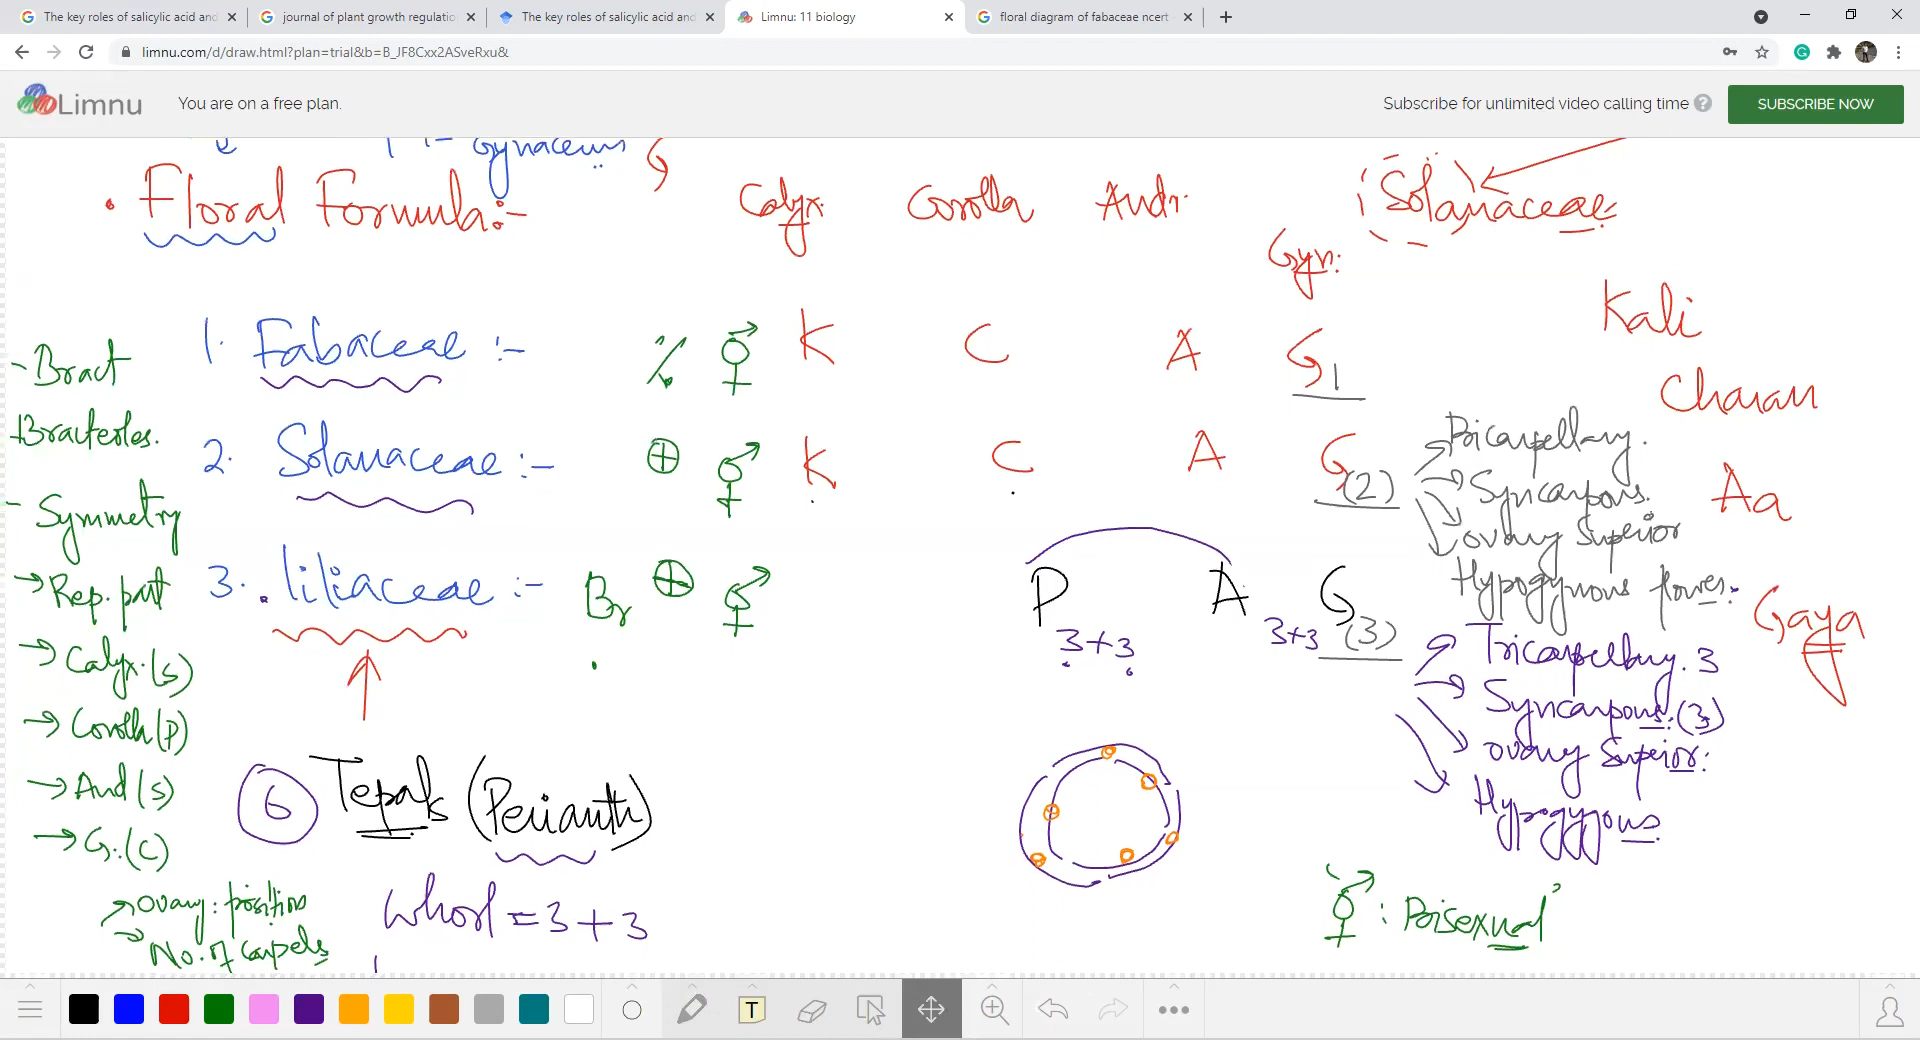 The key roles of salicylic acid and
journal of plant growth regulatio
The key roles of salicylic acid and
Limnu: 11 biology
floral diagram of fabaceae ncert
limnu.com/d/draw.html?plan=trial&b=B_JF8Cxx2ASveRxu&
Limnu
You are on a free plan.
Subscribe for unlimited video calling time ?
SUBSCRIBE NOW
Gynaceius
. Floral Formula:-
Calyx Corolla Andr.
Gyn:
Solanaceae
1. Fabaceae :- % ⚥ K C A G1
2. Solanaceae :- ⊕ ⚥ K C A G(2)
3. liliaceae :- Br ⊕ ⚥ P3+3 A3+3 G(3)
- Bract
Bracteoles.
- Symmetry
→ Rep. part
→ Calyx.(S)
→ Corolla(P)
→ And(s)
→ G.(C)
→ Ovary: position
→ No. of carpels
6 Tepals (Perianth)
Whorl = 3+3
Bicarpellary.
→ Syncarpous.
ovary Superior
Hypogynous flower.
Tricarpellary. 3
→ Syncarpous.(3)
ovary Superior:
Hypogynous
Kali
Charan
Aa
Gaya
⚥ : Bisexual
T